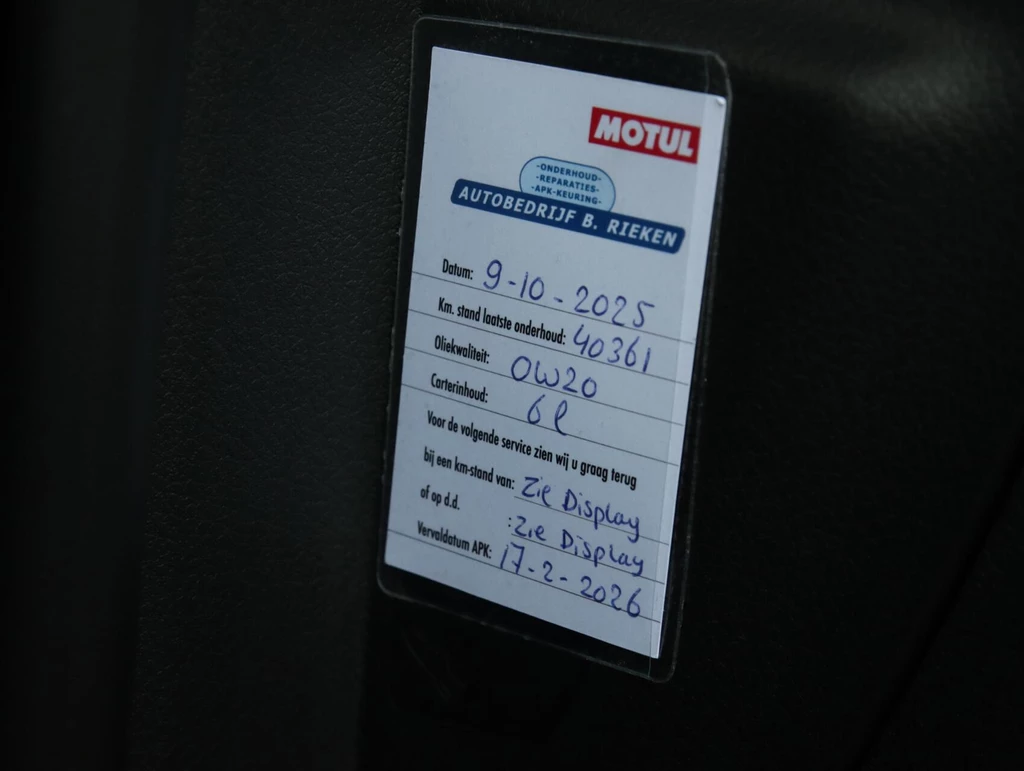 MOTUL
-ONDERHOUD-
-REPARATIES-
-APK-KEURING-
AUTOBEDRIJF B. RIEKEN
Datum: 9-10-2025
Km. stand laatste onderhoud: 40361
Oliekwaliteit: 0W20
Carterinhoud: 6l
Voor de volgende service zien wij u graag terug
bij een km-stand van: Zie Display
of op d.d. : Zie Display
Vervaldatum APK: 17-2-2026